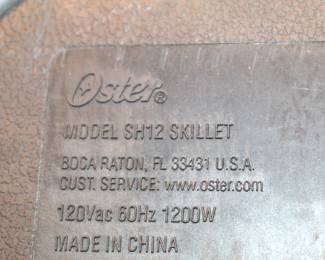 Oster®
MODEL SH12 SKILLET
BOCA RATON, FL 33431 U.S.A.
CUST. SERVICE: www.oster.com
120Vac 60Hz 1200W
MADE IN CHINA